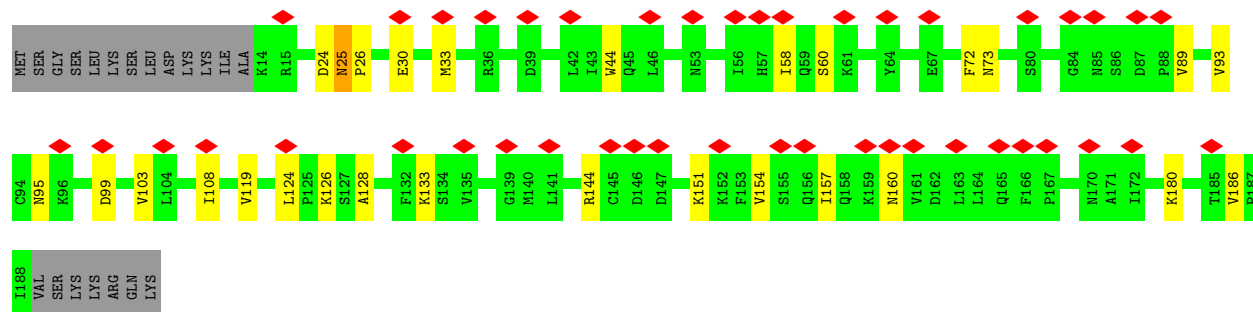 MET SER GLY SER LEU LYS SER LEU ASP LYS LYS ILE ALA K14 R15 D24 N25 P26 E30 M33 R36 D39 L42 I43 W44 Q45 L46 N53 I56 H57 I58 Q59 S60 K61 Y64 E67 F72 N73 S80 G84 N85 S86 D87 P88 V89 V93
C94 N95 K96 D99 V103 L104 I108 V119 L124 P125 K126 S127 A128 F132 K133 S134 V135 G139 M140 L141 R144 C145 D146 D147 K151 K152 F153 V154 S155 Q156 I157 Q158 K159 N160 V161 D162 L163 L164 Q165 F166 P167 N170 A171 I172 K180 T185 V186 P187
I188 VAL SER LYS LYS ARG GLN LYS